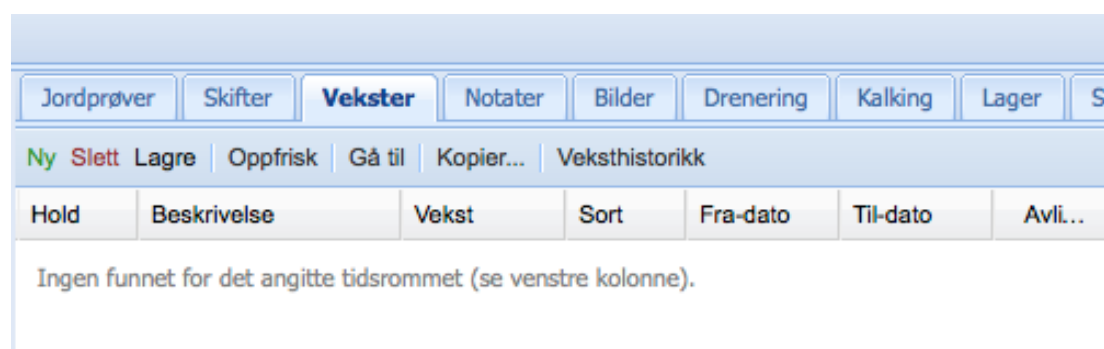 Jordprøver Skifter Vekster Notater Bilder Drenering Kalking Lager S
Ny Slett Lagre Oppfrisk Gå til Kopier... Veksthistorikk
Hold Beskrivelse Vekst Sort Fra-dato Til-dato Avli...
Ingen funnet for det angitte tidsrommet (se venstre kolonne).